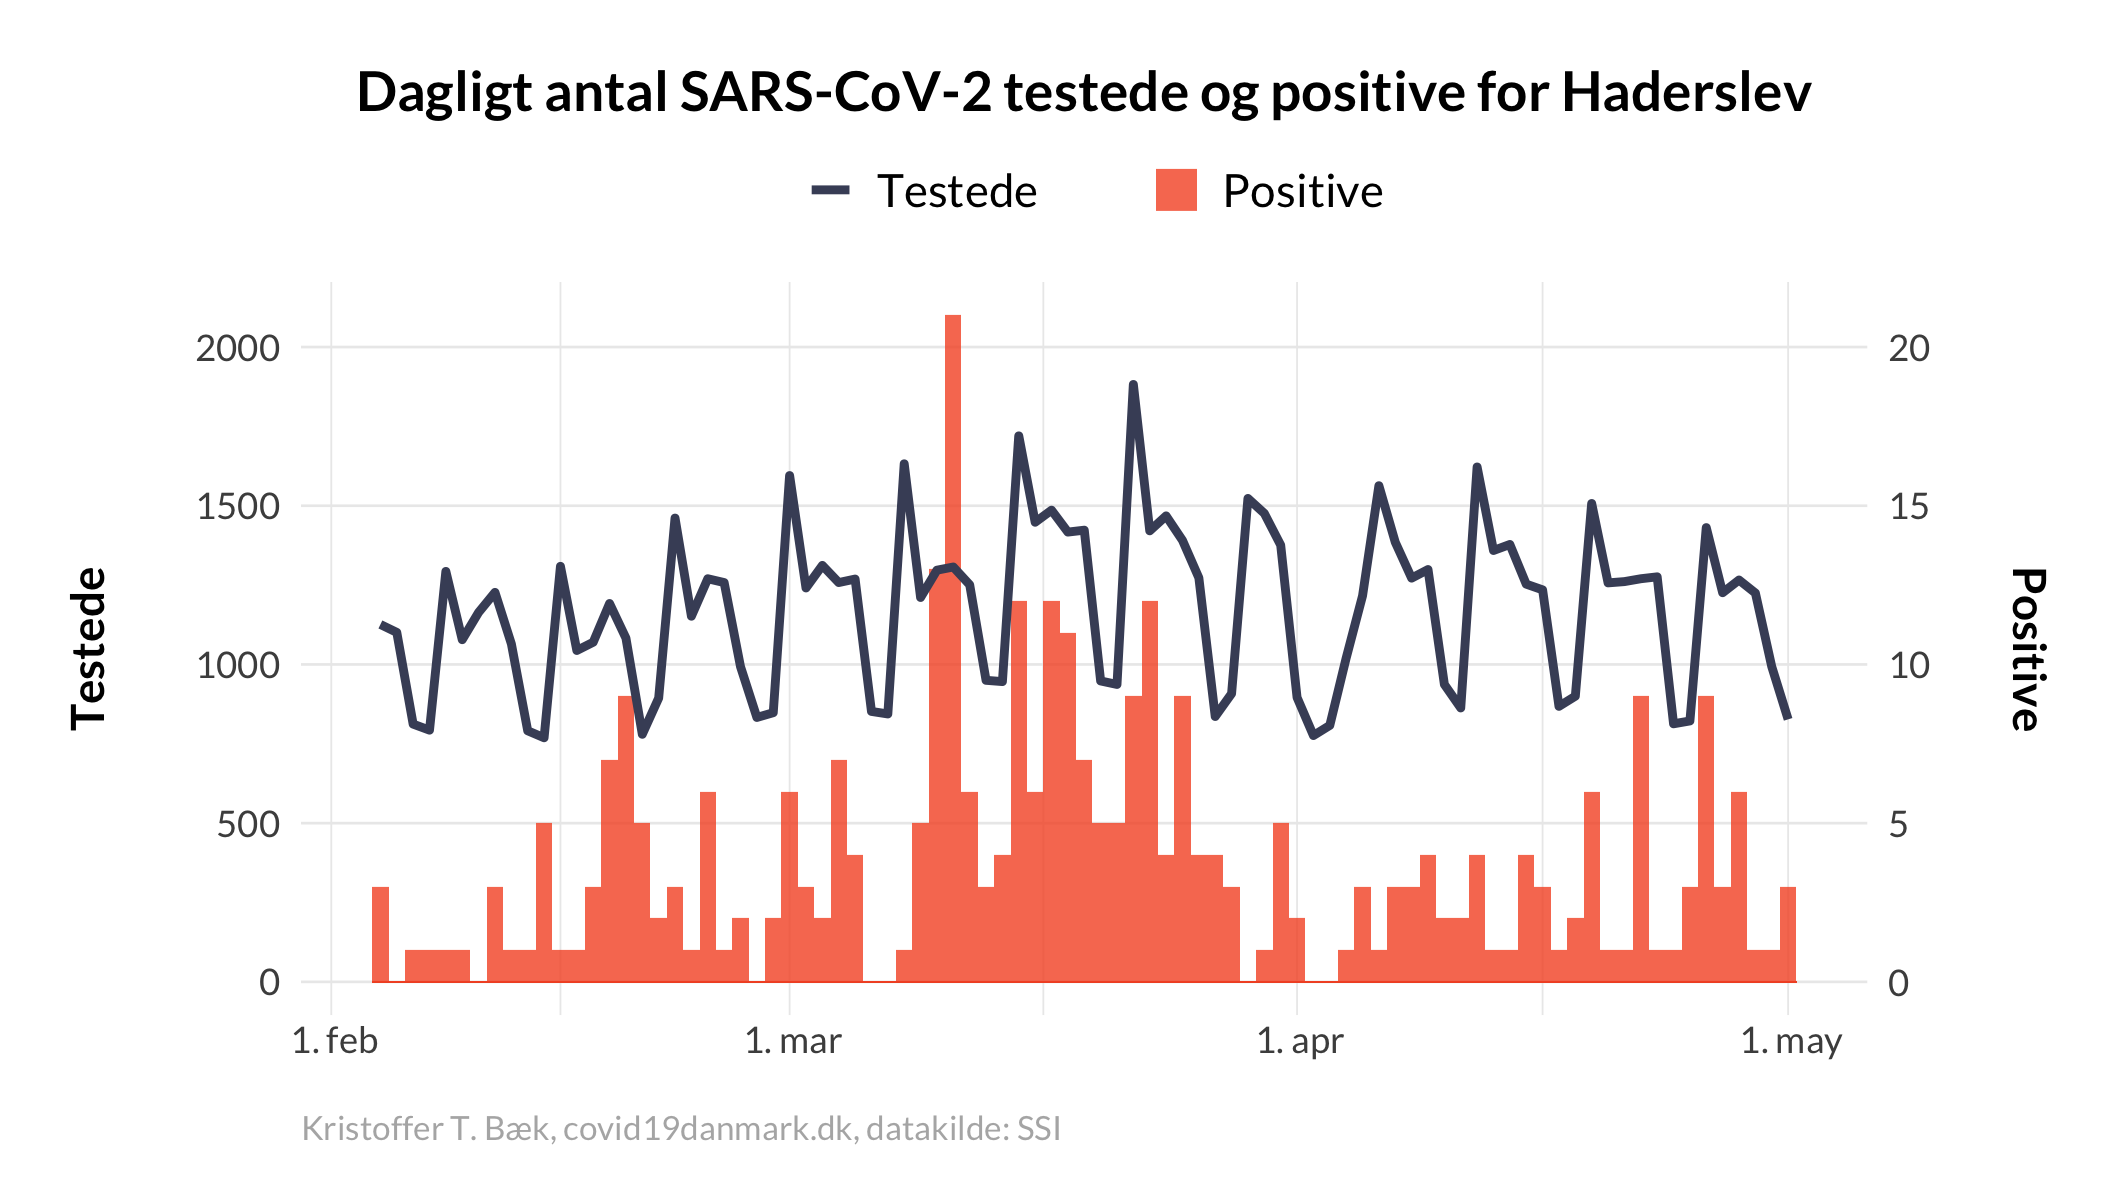 Dagligt antal SARS-CoV-2 testede og positive for Haderslev
Testede
Positive
2000
1500
1000
500
0
20
15
10
5
0
Testede
Positive
1. feb
1. mar
1. apr
1. may
Kristoffer T. Bæk, covid19danmark.dk, datakilde: SSI